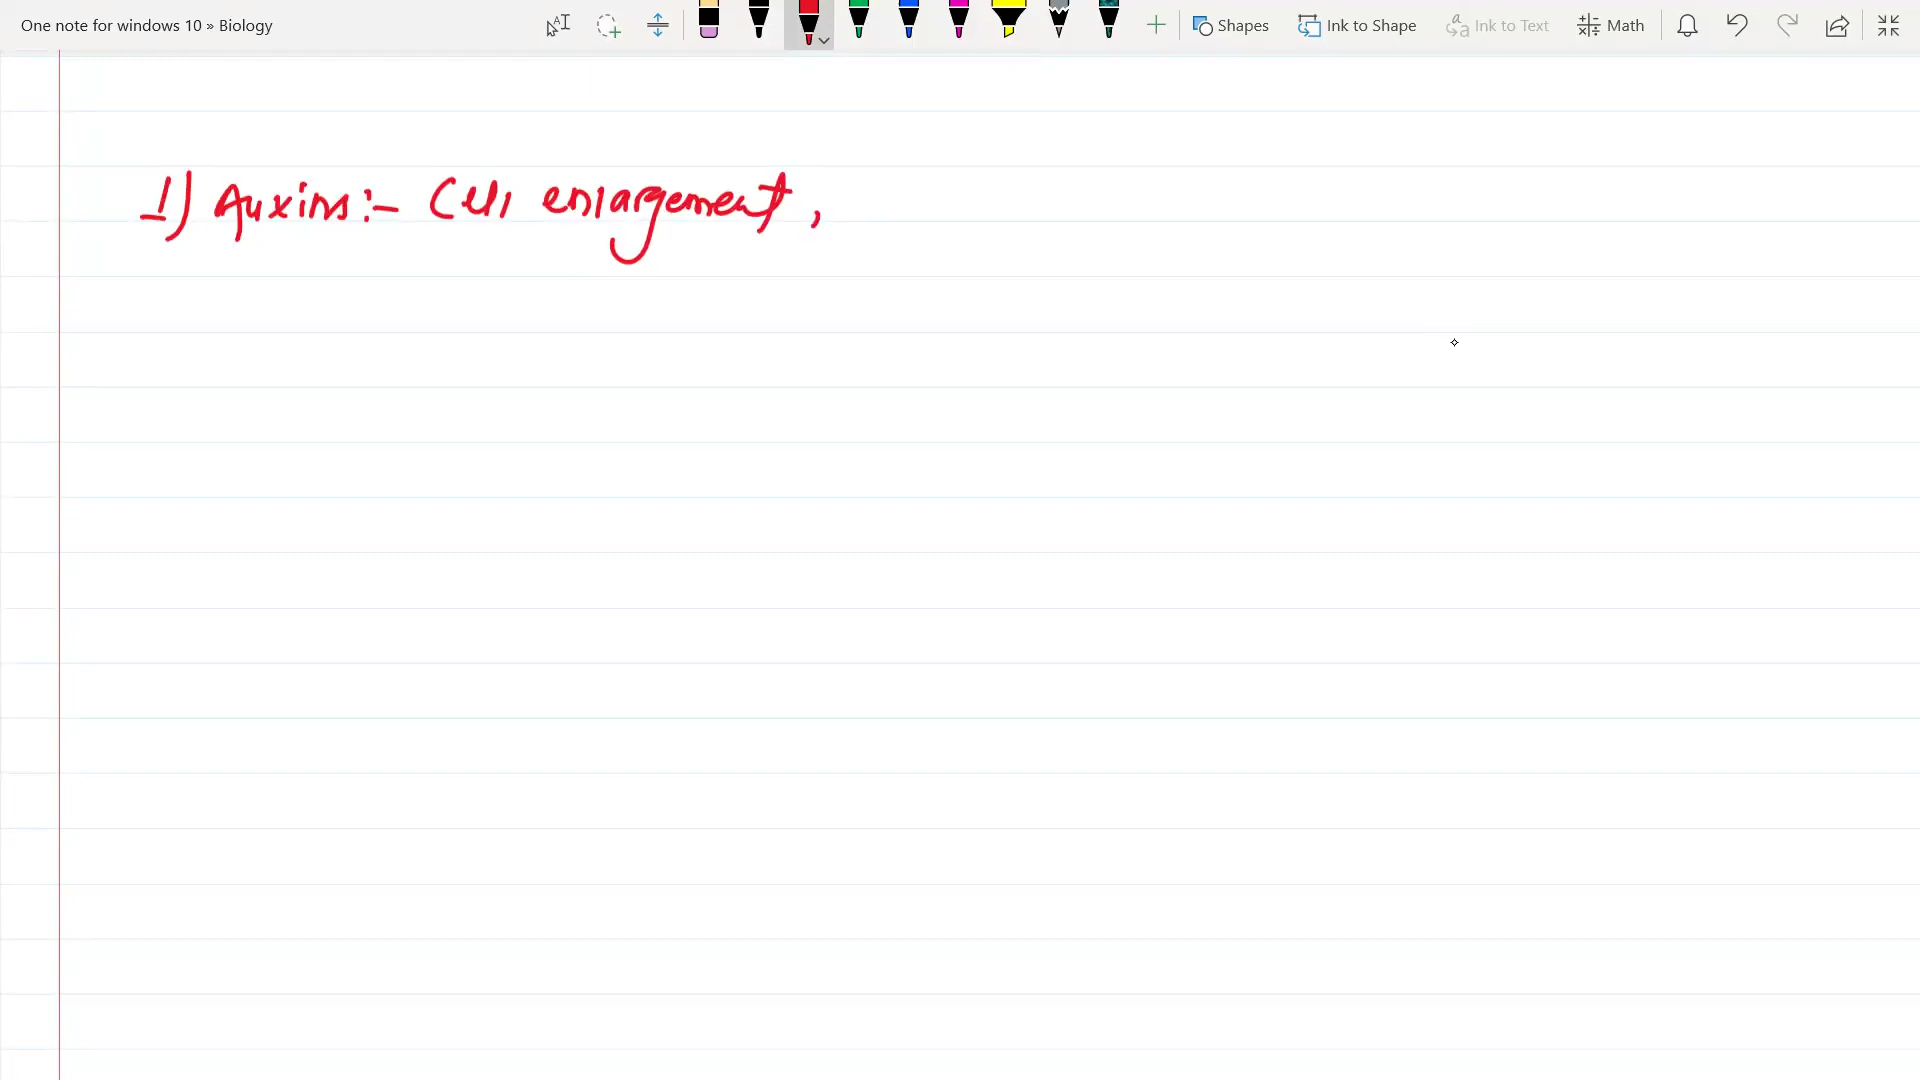 One note for windows 10 » Biology Shapes Ink to Shape Ink to Text Math
1) Auxins:- Cell enlargement,